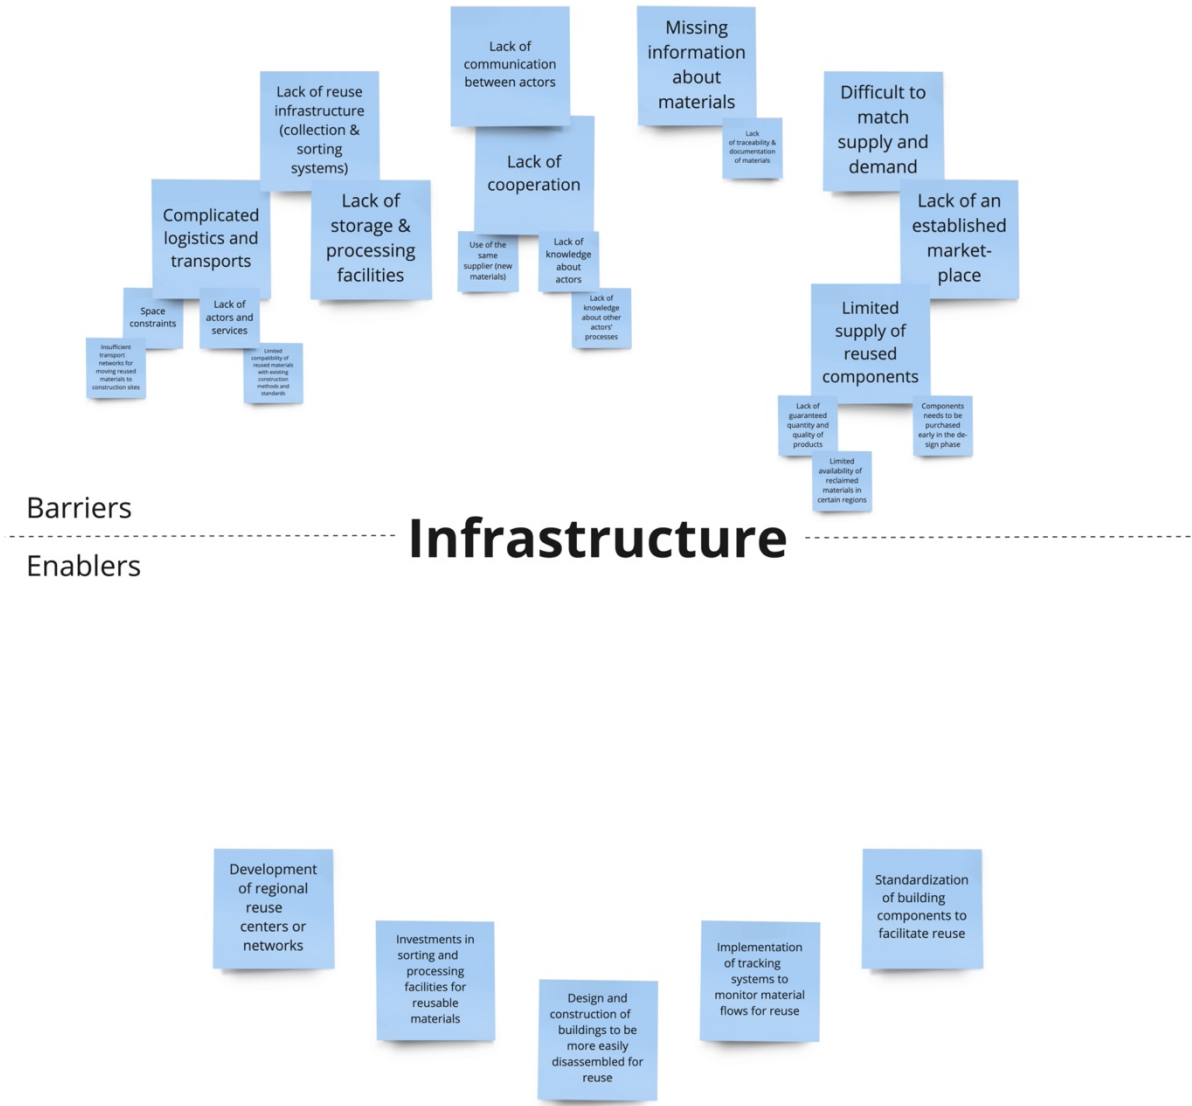 Lack of
communication
between actors
Missing
information
about
materials
Lack of reuse
infrastructure
(collection &
sorting
systems)
Difficult to
match
supply and
demand
Lack
of traceability &
documentation
of materials
Lack of
cooperation
Complicated
logistics and
transports
Lack of
storage &
processing
facilities
Lack of an
established
market-
place
Use of the
same
supplier (new
materials)
Lack of
knowledge
about
actors
Lack of
knowledge
about other
actors'
processes
Space
constraints
Lack of
actors and
services
Limited
supply of
reused
components
Insufficient
transport
networks for
moving reused
materials to
construction sites
Limited
compatibility of
reused materials
with existing
construction
methods and
standards
Lack of
guaranteed
quantity and
quality of
products
Components
needs to be
purchased
early in the de-
sign phase
Limited
availability of
reclaimed
materials in
certain regions
Barriers
Infrastructure
Enablers
Development
of regional
reuse
centers or
networks
Investments in
sorting and
processing
facilities for
reusable
materials
Design and
construction of
buildings to be
more easily
disassembled for
reuse
Implementation
of tracking
systems to
monitor material
flows for reuse
Standardization
of building
components to
facilitate reuse